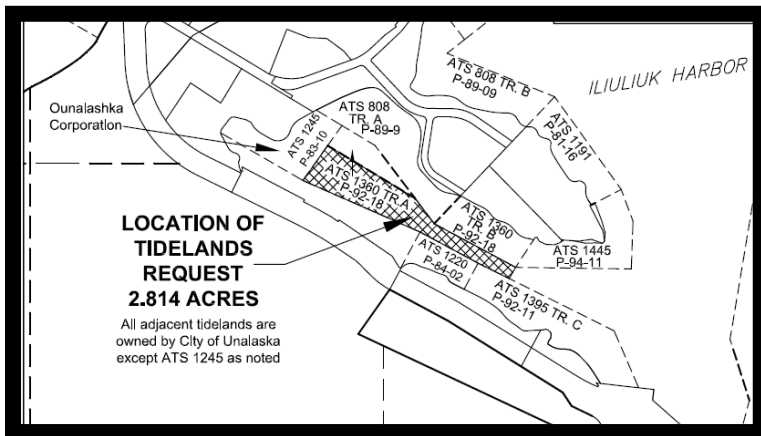 ATS 808 TR. B
P-89-09
ILIULIUK HARBOR
Ounalashka
Corporation
ATS 1245
P-83-10
ATS 808
TR. A
P-89-9
ATS 1191
P-81-16
ATS 1360 TR.A
P-92-18
ATS 1360
TR. B
P-92-18
ATS 1445
P-94-11
ATS 1220
P-84-02
ATS 1395 TR. C
P-92-11
LOCATION OF
TIDELANDS
REQUEST
2.814 ACRES
All adjacent tidelands are
owned by City of Unalaska
except ATS 1245 as noted